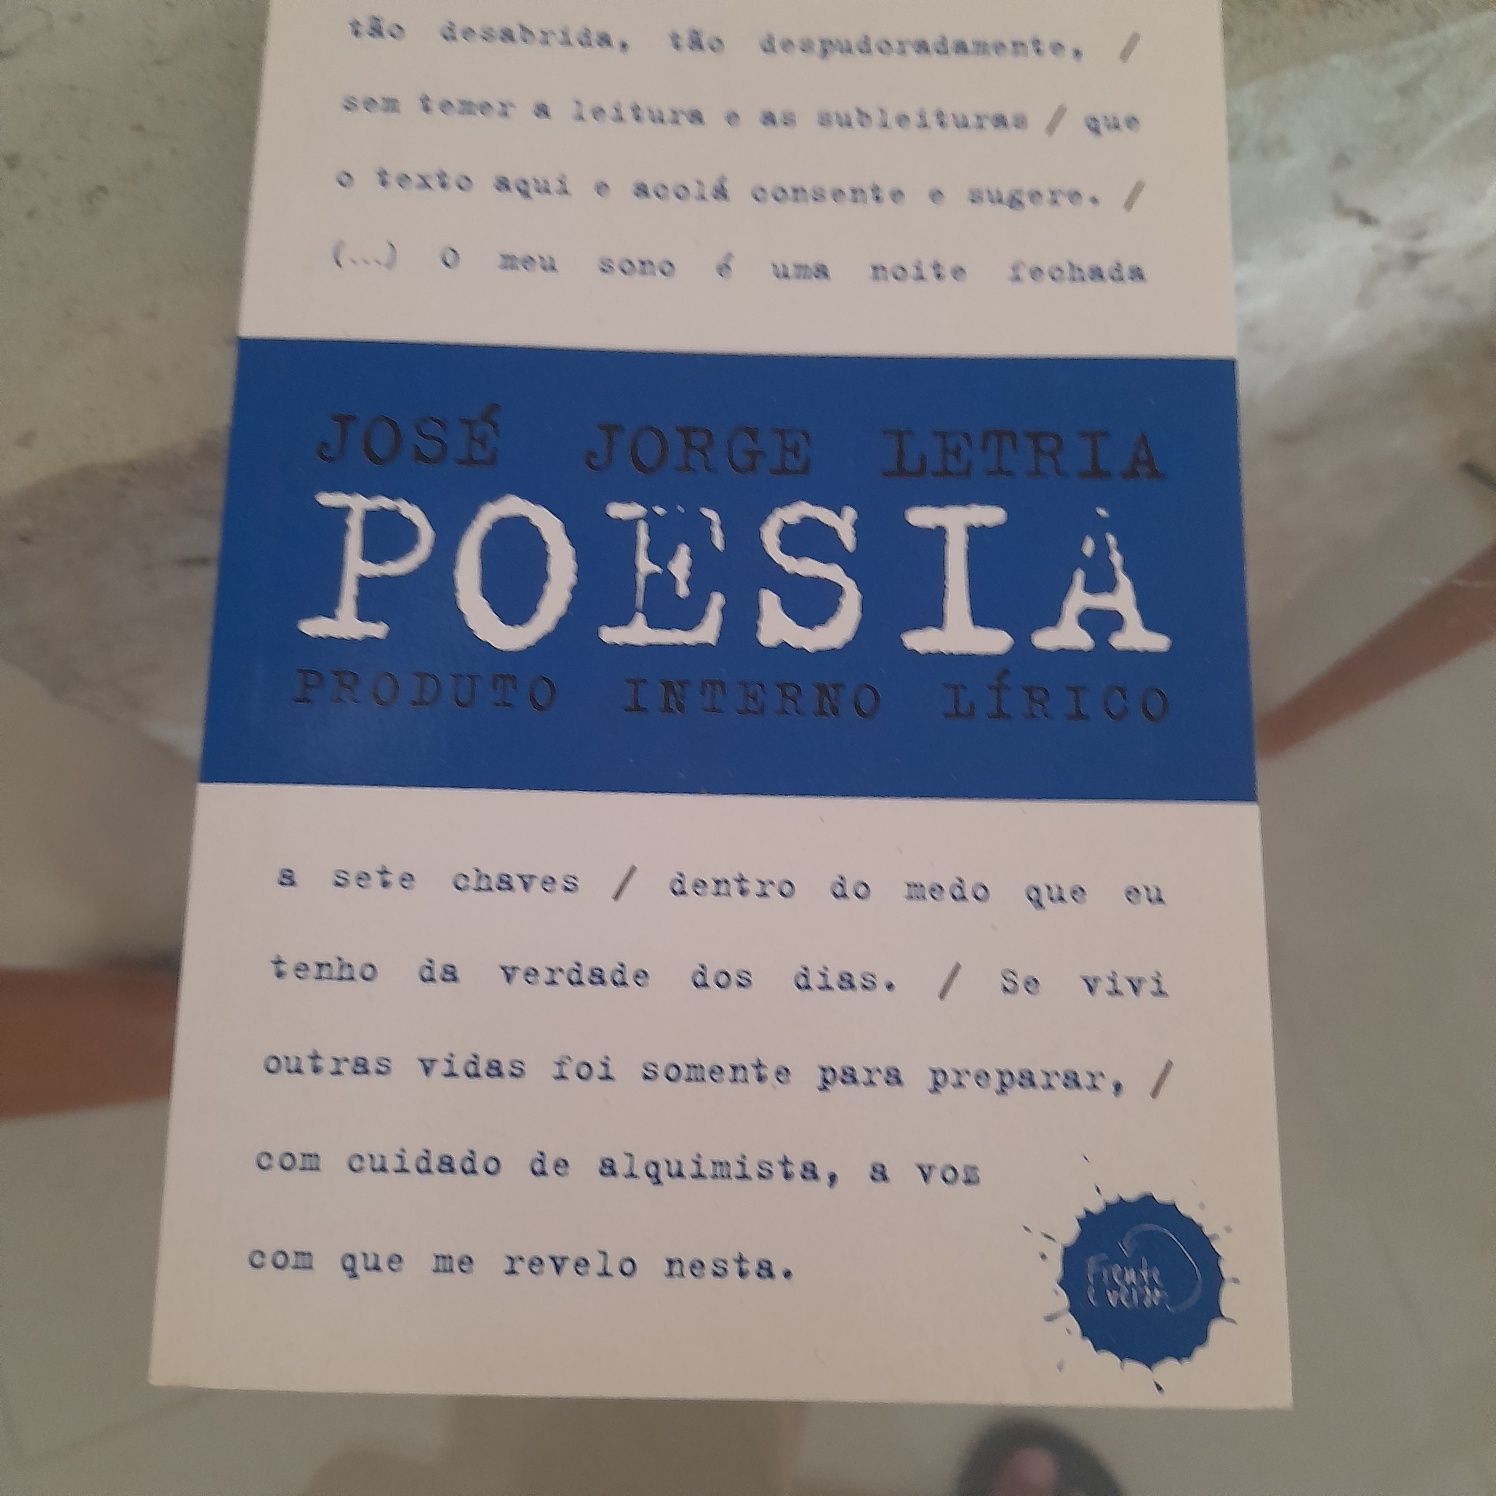 tão desabrida, tão despudoradamente, /
sem temer a leitura e as subleituras / que
o texto aqui e acolá consente e sugere. /
(...) O meu sono é uma noite fechada
JOSÉ JORGE LETRIA
POESIA
PRODUTO INTERNO LÍRICO
a sete chaves / dentro do medo que eu
tenho da verdade dos dias. / Se vivi
outras vidas foi somente para preparar, /
com cuidado de alquimista, a voz
com que me revelo nesta.
Frente
e verso